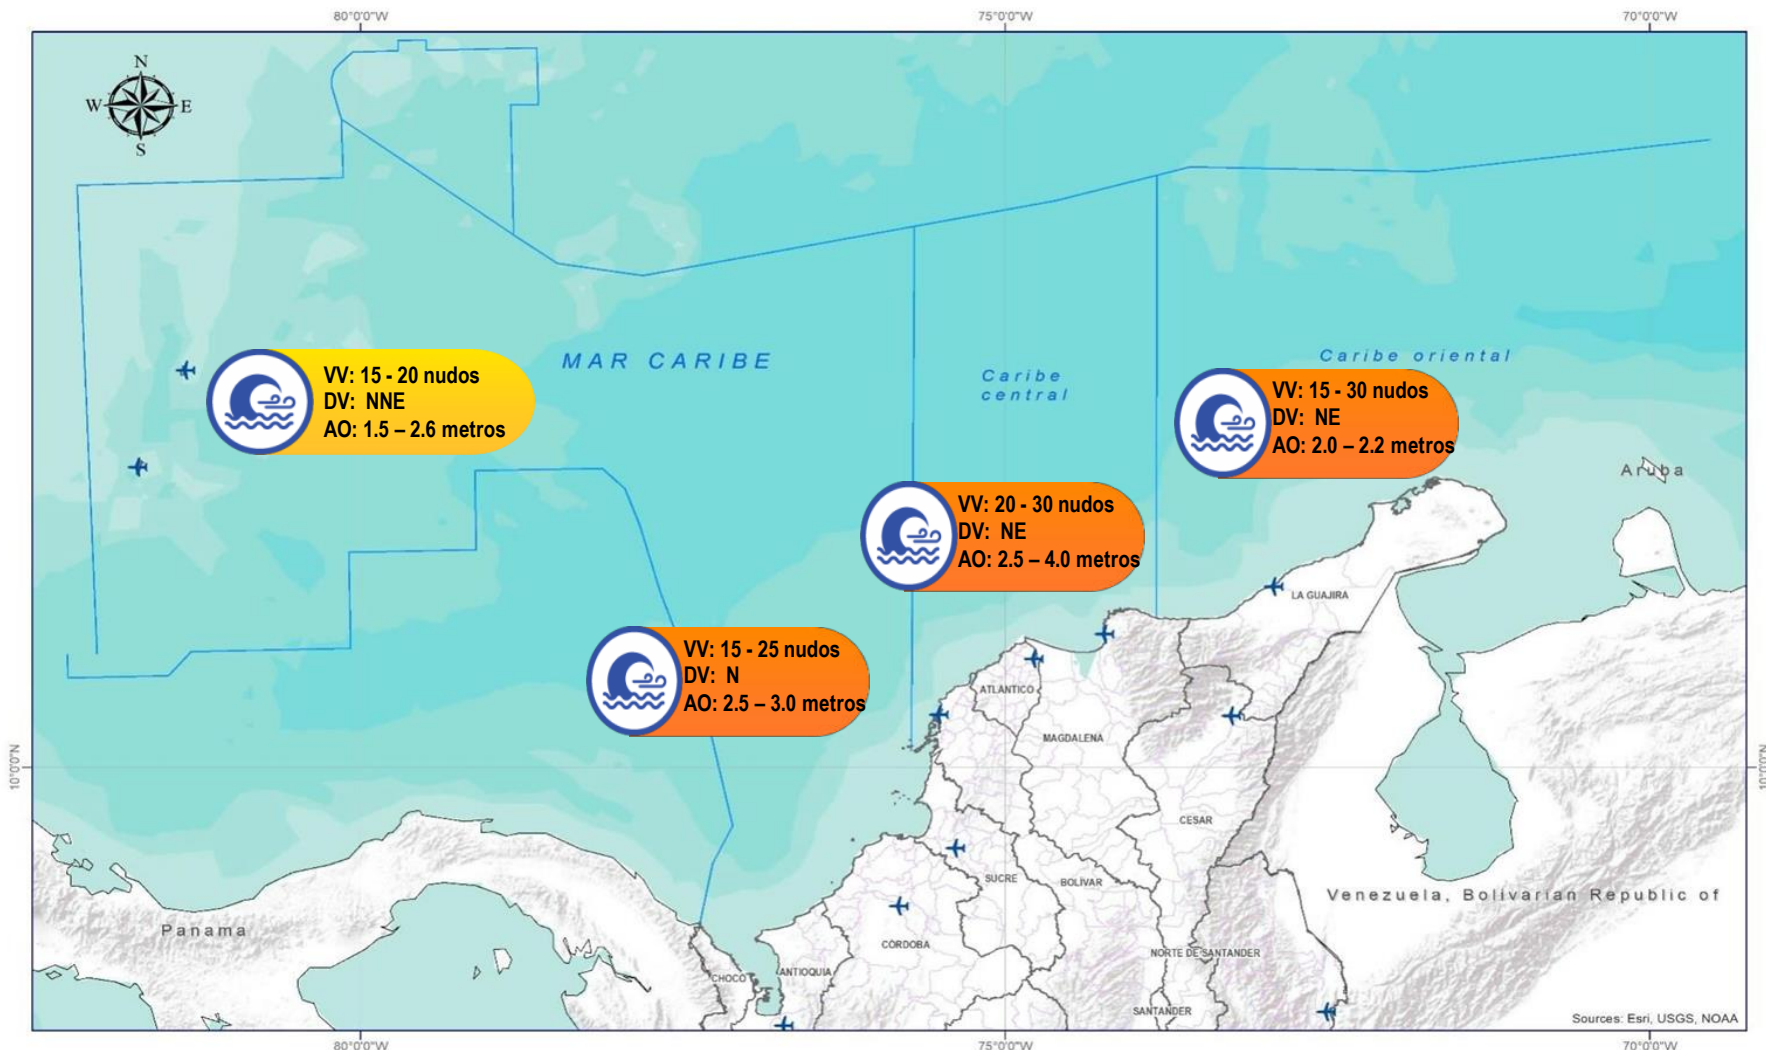 80°0'0"W
75°0'0"W
70°0'0"W
N
W
E
S
MAR CARIBE
Caribe
central
Caribe oriental
VV: 15 - 20 nudos
DV: NNE
AO: 1.5 – 2.6 metros
VV: 15 - 30 nudos
DV: NE
AO: 2.0 – 2.2 metros
Aruba
VV: 20 - 30 nudos
DV: NE
AO: 2.5 – 4.0 metros
LA GUAJIRA
VV: 15 - 25 nudos
DV: N
AO: 2.5 – 3.0 metros
ATLÁNTICO
MAGDALENA
10°0'0"N
10°0'0"N
CESAR
SUCRE
BOLÍVAR
Venezuela, Bolivarian Republic of
Panama
CÓRDOBA
NORTE DE SANTANDER
CHOCO
ANTIOQUIA
SANTANDER
Sources: Esri, USGS, NOAA
80°0'0"W
75°0'0"W
70°0'0"W